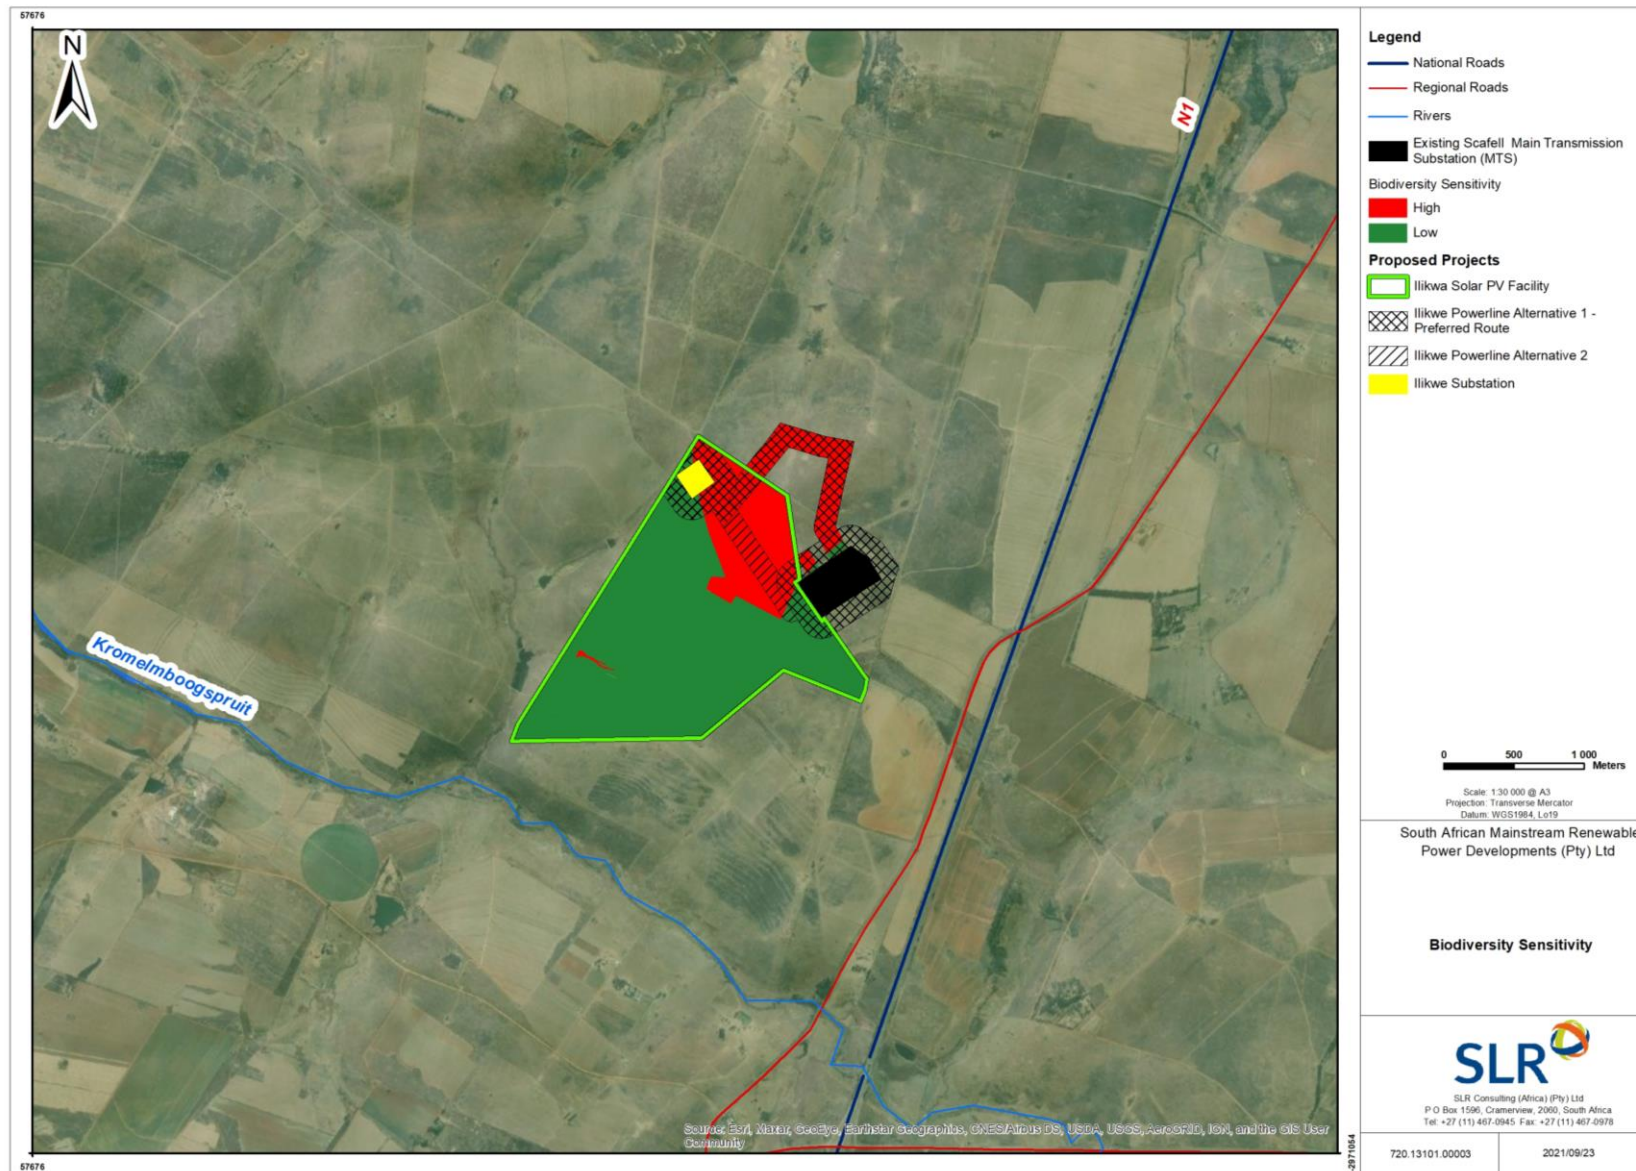 57676
N
N1
Kromelmboogspruit
Source: Esri, Maxar, GeoEye, Earthstar Geographics, CNES/Airbus DS, USDA, USGS, AeroGRID, IGN, and the GIS User
Community
57676
-2971054
Legend
National Roads
Regional Roads
Rivers
Existing Scafell Main Transmission
Substation (MTS)
Biodiversity Sensitivity
High
Low
Proposed Projects
Ilikwa Solar PV Facility
Ilikwe Powerline Alternative 1 -
Preferred Route
Ilikwe Powerline Alternative 2
Ilikwe Substation
0 500 1 000
Meters
Scale: 1:30 000 @ A3
Projection: Transverse Mercator
Datum: WGS1984, Lo19
South African Mainstream Renewable
Power Developments (Pty) Ltd
Biodiversity Sensitivity
SLR
SLR Consulting (Africa) (Pty) Ltd
P O Box 1596, Cramerview, 2060, South Africa
Tel: +27 (11) 467-0945 Fax: +27 (11) 467-0978
720.13101.00003
2021/09/23